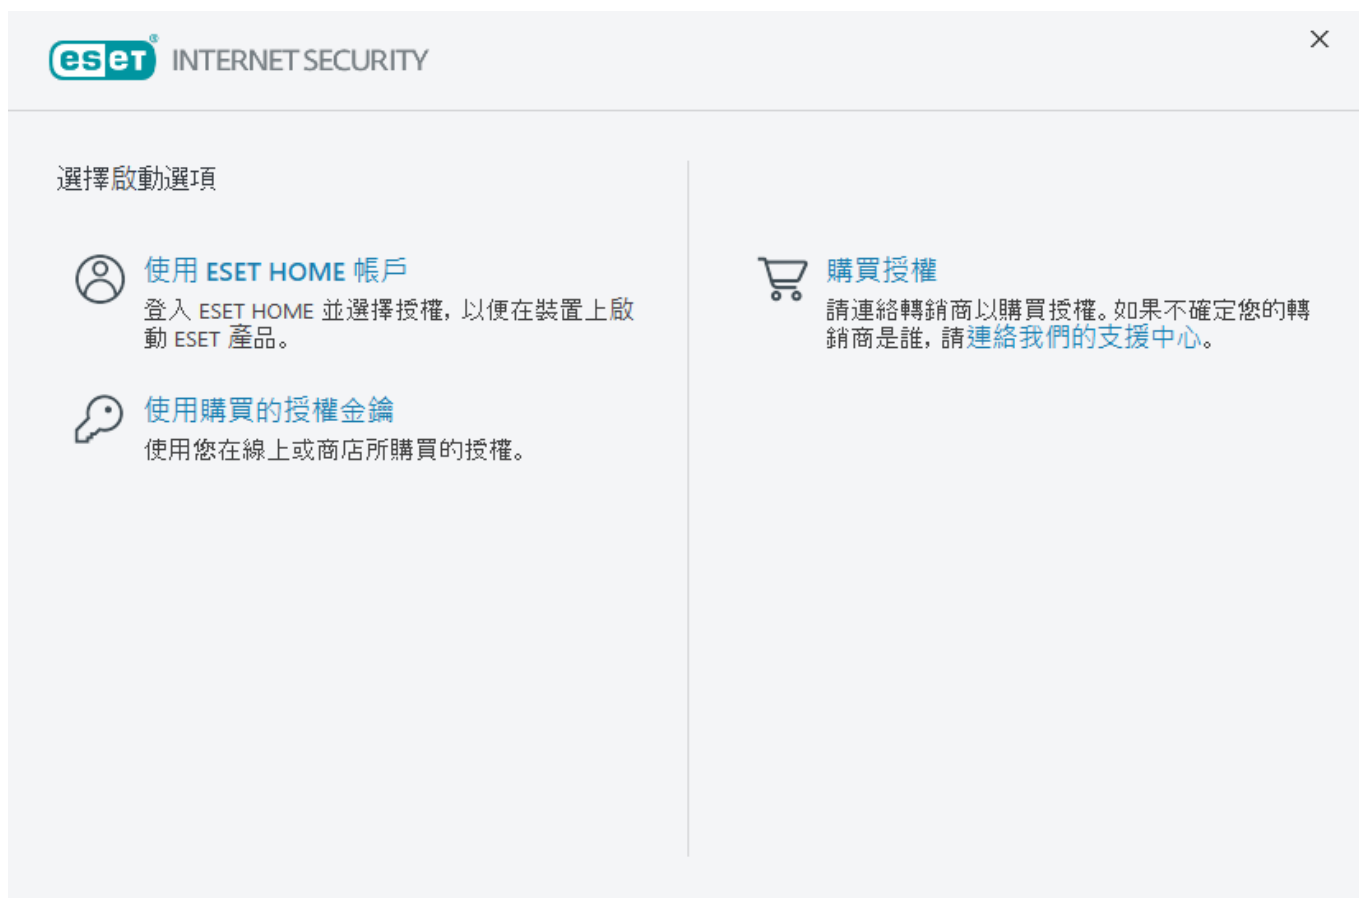 eset® INTERNET SECURITY
選擇啟動選項
使用 ESET HOME 帳戶
登入 ESET HOME 並選擇授權, 以便在裝置上啟
動 ESET 產品。
使用購買的授權金鑰
使用您在線上或商店所購買的授權。
購買授權
請連絡轉銷商以購買授權。如果不確定您的轉
銷商是誰, 請連絡我們的支援中心。